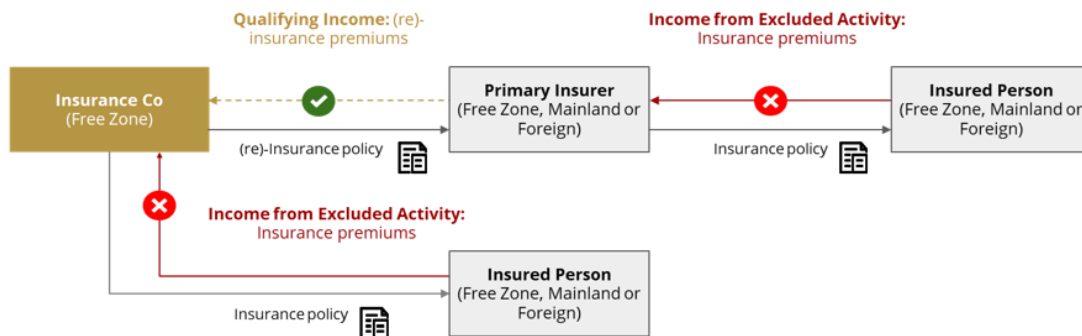 Qualifying Income: (re)-
insurance premiums
Income from Excluded Activity:
Insurance premiums
Insurance Co
(Free Zone)
Primary Insurer
(Free Zone, Mainland or
Foreign)
Insured Person
(Free Zone, Mainland or
Foreign)
(re)-Insurance policy
Insurance policy
Income from Excluded Activity:
Insurance premiums
Insured Person
(Free Zone, Mainland or
Foreign)
Insurance policy